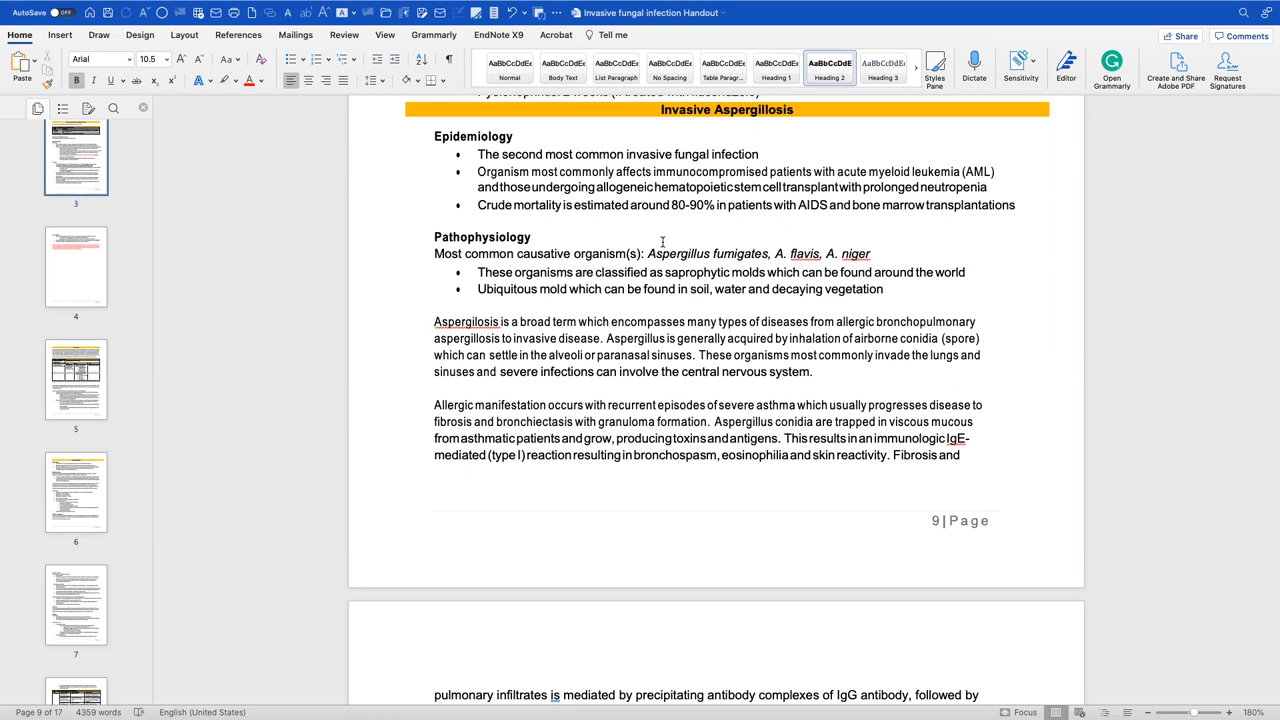 AutoSave OFF Invasive fungal infection Handout
Home Insert Draw Design Layout References Mailings Review View Grammarly EndNote X9 Acrobat Tell me Share Comments
Paste Arial 10.5 Aa
AaBbCcDdE AaBbCcDdE AaBbCcDdE AaBbCcDdE AaBbCcDdE AaBbCcDdE AaBbCcDdE AaBbCcDdE
Normal Body Text List Paragraph No Spacing Table Paragr... Heading 1 Heading 2 Heading 3
Styles Pane Dictate Sensitivity Editor Open Grammarly Create and Share Adobe PDF Request Signatures
Invasive Aspergillosis
Epidemiology
• The second most common invasive fungal infection
• Organism most commonly affects immunocompromised patients with acute myeloid leukemia (AML)
and those undergoing allogeneic hematopoietic stem cell transplant with prolonged neutropenia
• Crude mortality is estimated around 80-90% in patients with AIDS and bone marrow transplantations
Pathophysiology
Most common causative organism(s): Aspergillus fumigates, A. flavis, A. niger
• These organisms are classified as saprophytic molds which can be found around the world
• Ubiquitous mold which can be found in soil, water and decaying vegetation
Aspergilosis is a broad term which encompasses many types of diseases from allergic bronchopulmonary
aspergillosis to invasive disease. Aspergillus is generally acquired by inhalation of airborne conidia (spore)
which can settle in the alveoli or paranasal sinuses. These organisms most commonly invade the lungs and
sinuses and severe infections can involve the central nervous system.
Allergic manifestation occurs with recurrent episodes of severe asthma which usually progresses disease to
fibrosis and bronchiectasis with granuloma formation. Aspergillus conidia are trapped in viscous mucous
from asthmatic patients and grow, producing toxins and antigens. This results in an immunologic IgE-
mediated (type I) reaction resulting in bronchospasm, eosinophilia and skin reactivity. Fibrosis and
9 | Page
pulmonary infiltrates is mediated by precipitating antibody complexes of IgG antibody, followed by
3
4
5
6
7
Page 9 of 17 4359 words English (United States) Focus 180%